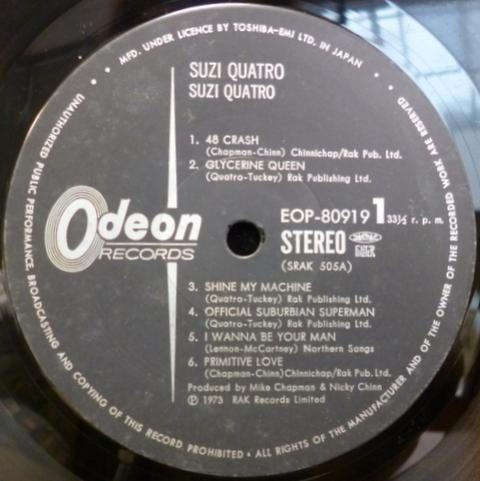 MFD. UNDER LICENCE BY TOSHIBA-EMI LTD. IN JAPAN
SUZI QUATRO
SUZI QUATRO
1. 48 CRASH
(Chapman-Chinn) Chinnichap/Rak Pub. Ltd.
2. GLYCERINE QUEEN
(Quatro-Tuckey) Rak Publishing Ltd.
Odeon
RECORDS
EOP-80919 1 33⅓ r. p. m.
STEREO
(SRAK 505A)
3. SHINE MY MACHINE
(Quatro-Tuckey) Rak Publishing Ltd.
4. OFFICIAL SUBURBIAN SUPERMAN
(Quatro-Tuckey) Rak Publishing Ltd.
5. I WANNA BE YOUR MAN
(Lennon-McCartney) Northern Songs
6. PRIMITIVE LOVE
(Chapman-Chinn)Chinnichap/Rak Pub. Ltd.
Produced by Mike Chapman & Nicky Chinn
Ⓟ 1973 RAK Records Limited
UNAUTHORIZED PUBLIC PERFORMANCE, BROADCASTING AND COPYING OF THIS RECORD PROHIBITED • ALL RIGHTS OF THE MANUFACTURER AND OF THE OWNER OF THE RECORDED WORK ARE RESERVED